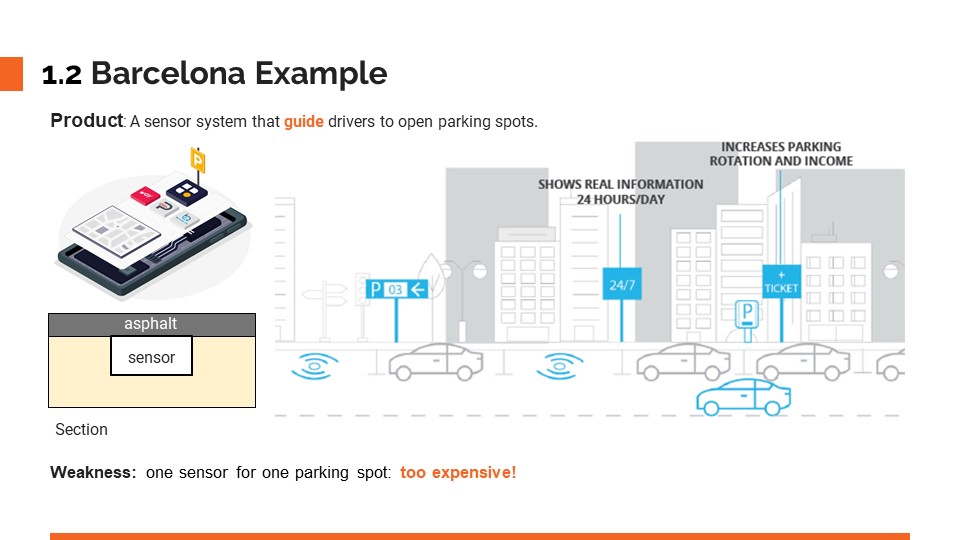 1.2 Barcelona Example
Product: A sensor system that guide drivers to open parking spots.
INCREASES PARKING
ROTATION AND INCOME
SHOWS REAL INFORMATION
24 HOURS/DAY
P
P 03
24/7
+
TICKET
P
asphalt
sensor
Section
Weakness: one sensor for one parking spot: too expensive!